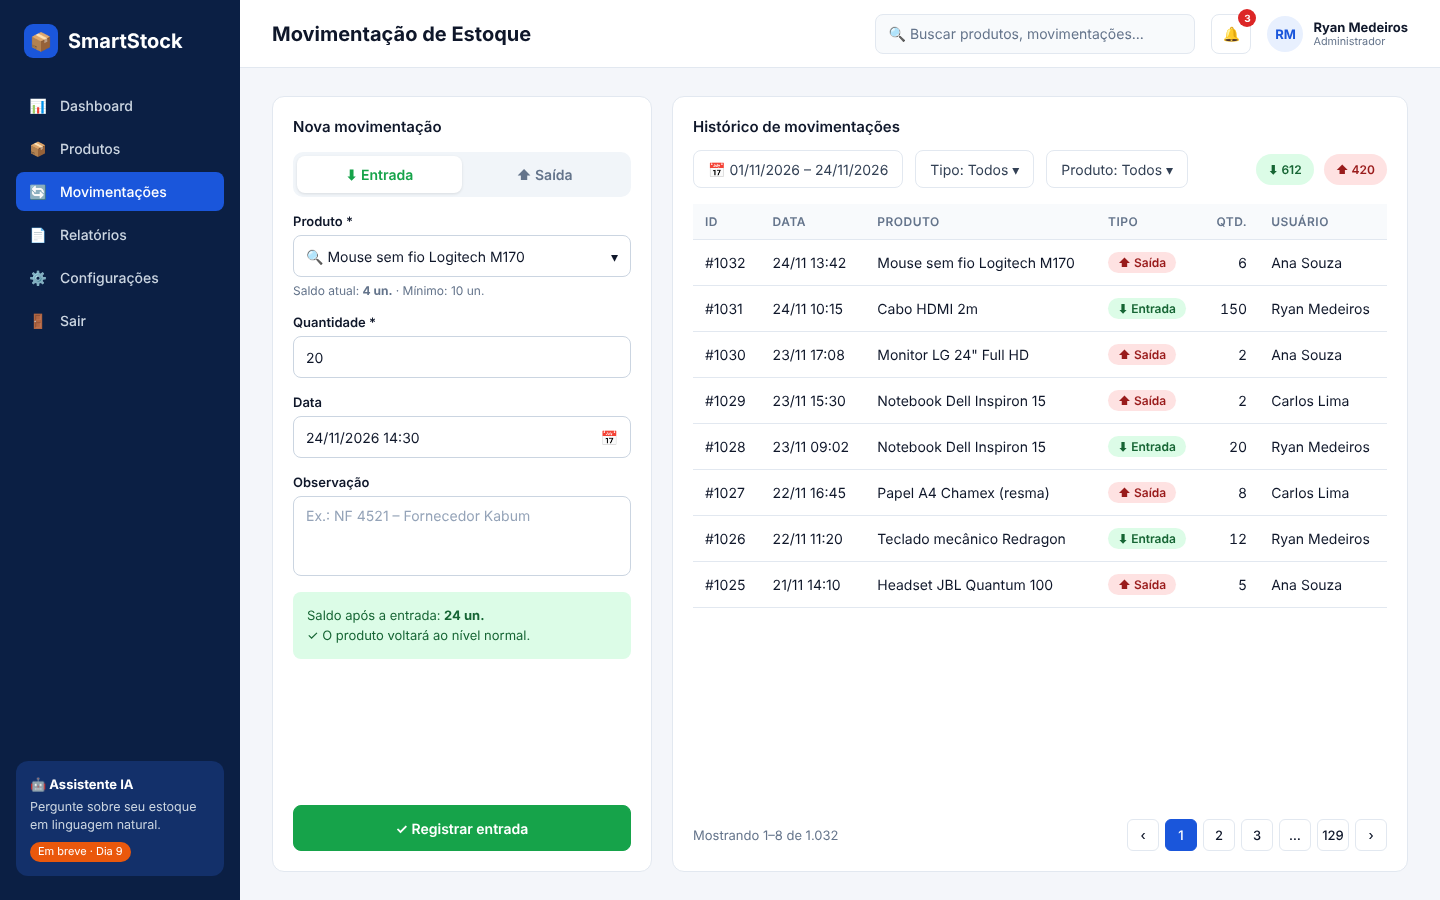 SmartStock
Dashboard
Produtos
Movimentações
Relatórios
Configurações
Sair
Assistente IA
Pergunte sobre seu estoque
em linguagem natural.
Em breve · Dia 9
Movimentação de Estoque
Buscar produtos, movimentações...
3
RM
Ryan Medeiros
Administrador
Nova movimentação
⬇ Entrada
⬆ Saída
Produto *
Mouse sem fio Logitech M170 ▾
Saldo atual: 4 un. · Mínimo: 10 un.
Quantidade *
20
Data
24/11/2026 14:30
Observação
Ex.: NF 4521 – Fornecedor Kabum
Saldo após a entrada: 24 un.
✓ O produto voltará ao nível normal.
✓ Registrar entrada
Histórico de movimentações
01/11/2026 – 24/11/2026
Tipo: Todos ▾
Produto: Todos ▾
⬇ 612
⬆ 420
ID DATA PRODUTO TIPO QTD. USUÁRIO
#1032 24/11 13:42 Mouse sem fio Logitech M170 ⬆ Saída 6 Ana Souza
#1031 24/11 10:15 Cabo HDMI 2m ⬇ Entrada 150 Ryan Medeiros
#1030 23/11 17:08 Monitor LG 24" Full HD ⬆ Saída 2 Ana Souza
#1029 23/11 15:30 Notebook Dell Inspiron 15 ⬆ Saída 2 Carlos Lima
#1028 23/11 09:02 Notebook Dell Inspiron 15 ⬇ Entrada 20 Ryan Medeiros
#1027 22/11 16:45 Papel A4 Chamex (resma) ⬆ Saída 8 Carlos Lima
#1026 22/11 11:20 Teclado mecânico Redragon ⬇ Entrada 12 Ryan Medeiros
#1025 21/11 14:10 Headset JBL Quantum 100 ⬆ Saída 5 Ana Souza
Mostrando 1–8 de 1.032
‹ 1 2 3 ... 129 ›